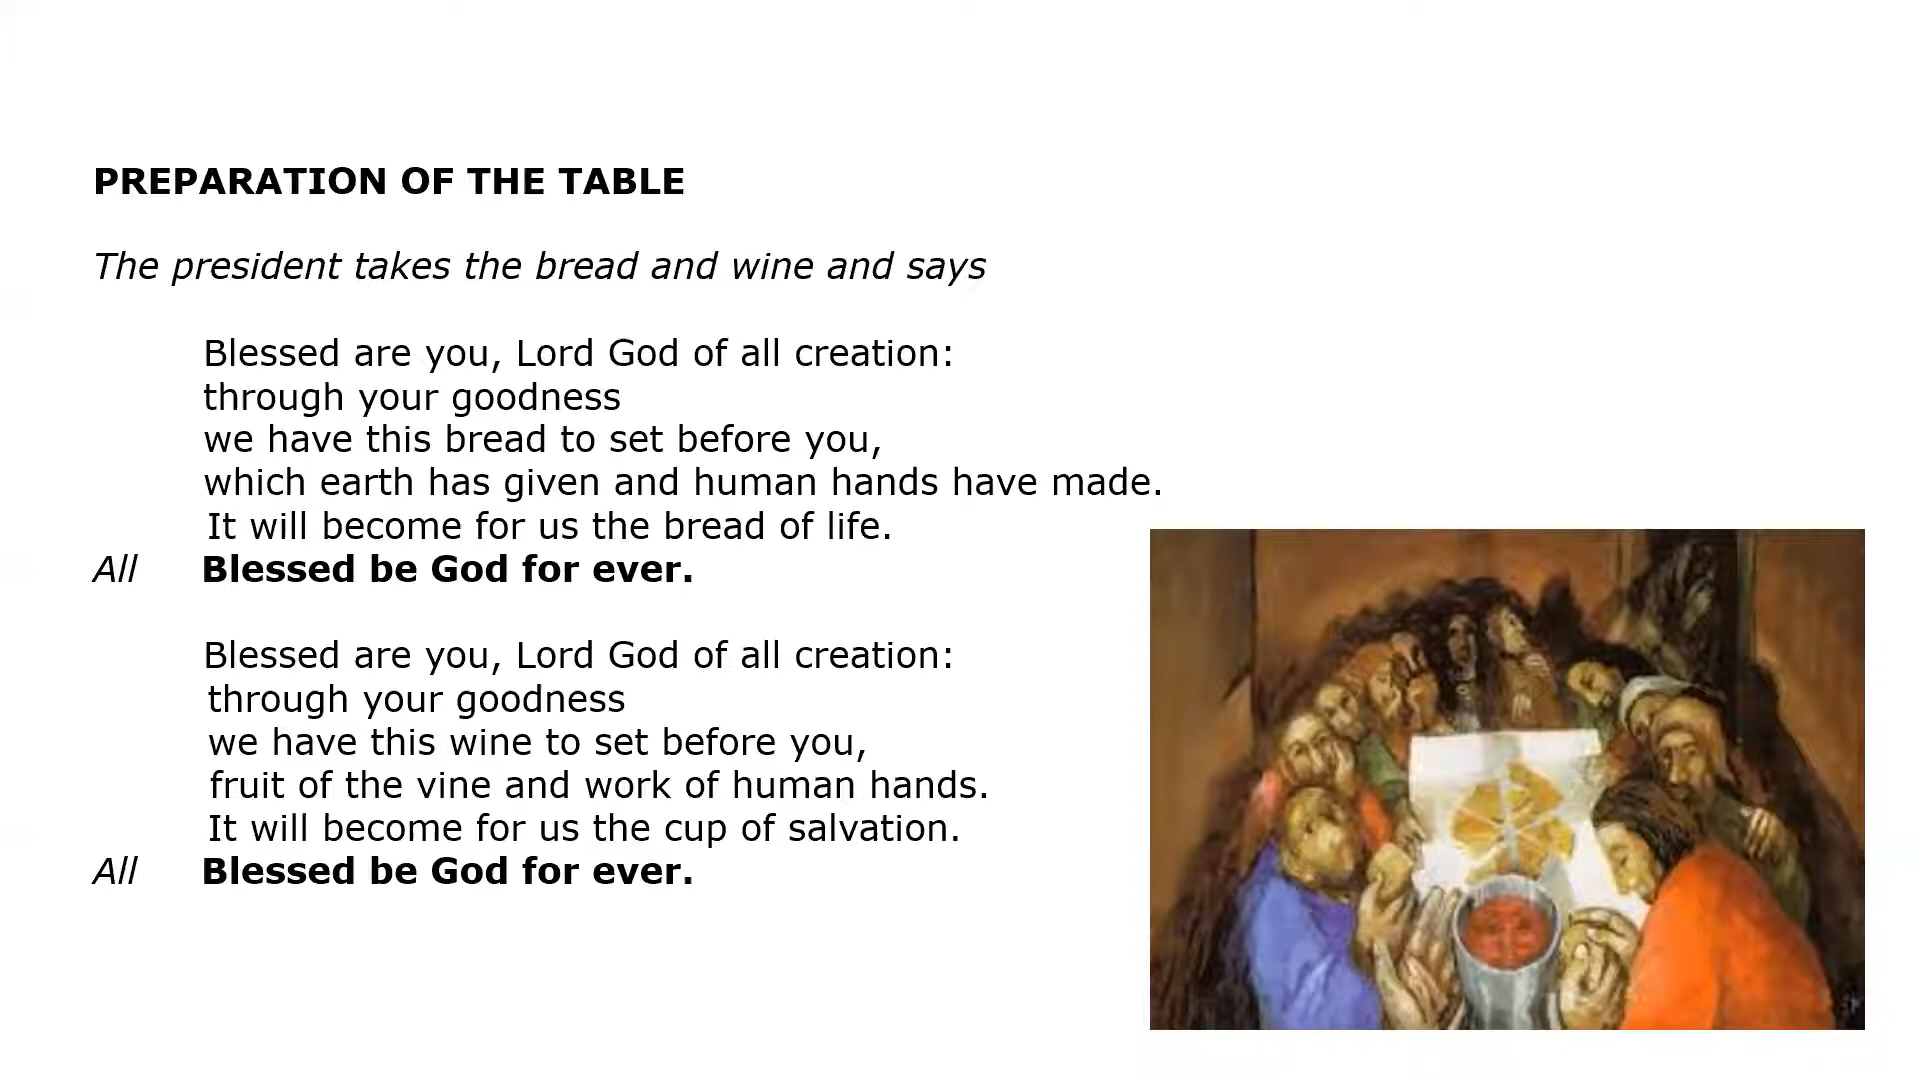 PREPARATION OF THE TABLE
The president takes the bread and wine and says
Blessed are you, Lord God of all creation:
through your goodness
we have this bread to set before you,
which earth has given and human hands have made.
It will become for us the bread of life.
All Blessed be God for ever.
Blessed are you, Lord God of all creation:
through your goodness
we have this wine to set before you,
fruit of the vine and work of human hands.
It will become for us the cup of salvation.
All Blessed be God for ever.